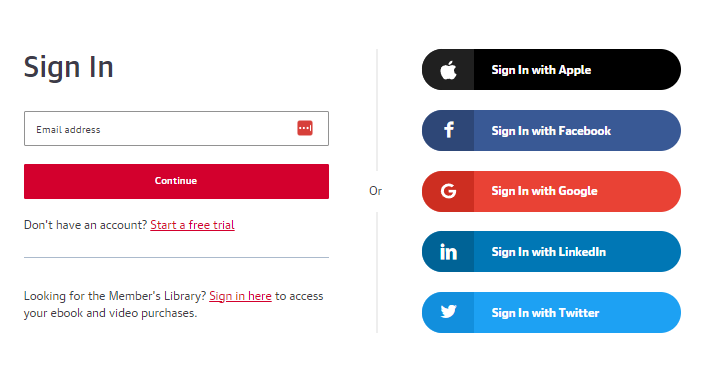 Sign In
Email address
Continue
Don't have an account? Start a free trial
Looking for the Member's Library? Sign in here to access
your ebook and video purchases.
Or
Sign In with Apple
Sign In with Facebook
Sign In with Google
Sign In with LinkedIn
Sign In with Twitter